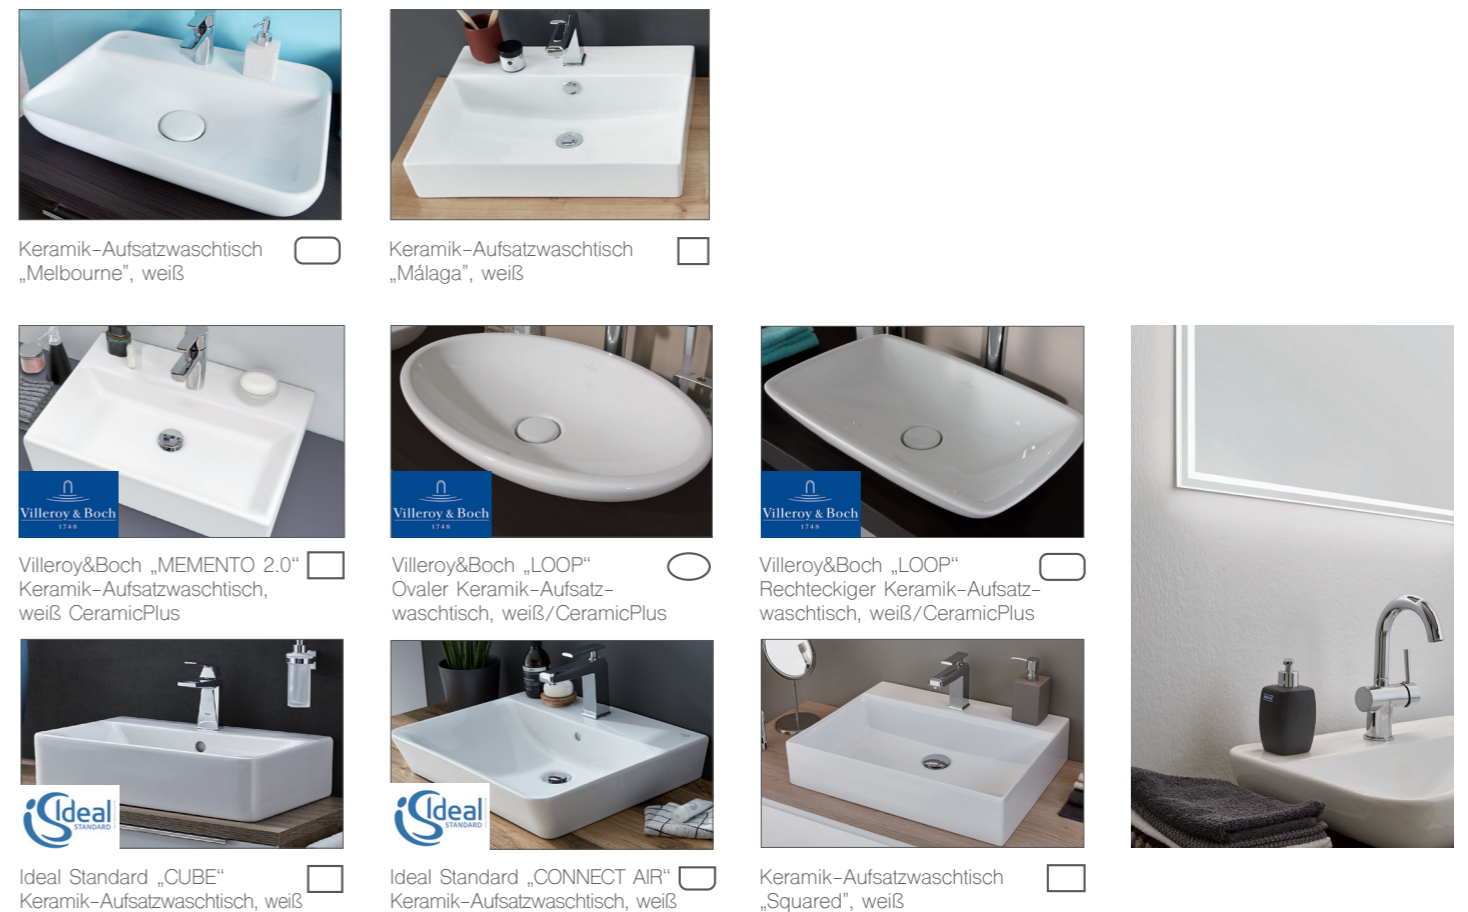 Keramik-Aufsatzwaschtisch
„Melbourne”, weiß
Keramik-Aufsatzwaschtisch
„Málaga”, weiß
Villeroy & Boch
1748
Villeroy & Boch
1748
Villeroy & Boch
1748
Villeroy&Boch „MEMENTO 2.0“
Keramik-Aufsatzwaschtisch,
weiß CeramicPlus
Villeroy&Boch „LOOP“
Ovaler Keramik-Aufsatz-
waschtisch, weiß/CeramicPlus
Villeroy&Boch „LOOP“
Rechteckiger Keramik-Aufsatz-
waschtisch, weiß/CeramicPlus
Ideal
STANDARD
Ideal
STANDARD
Ideal Standard „CUBE“
Keramik-Aufsatzwaschtisch, weiß
Ideal Standard „CONNECT AIR“
Keramik-Aufsatzwaschtisch, weiß
Keramik-Aufsatzwaschtisch
„Squared”, weiß